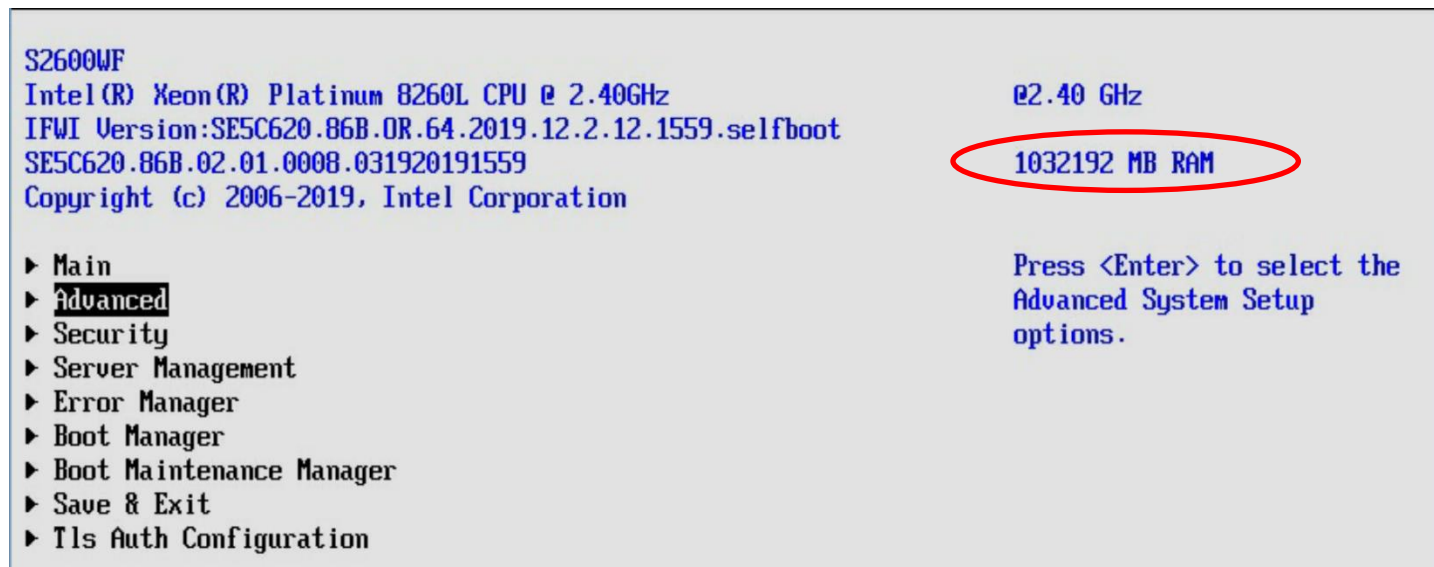 S2600WF
Intel(R) Xeon(R) Platinum 8260L CPU @ 2.40GHz @2.40 GHz
IFWI Version:SE5C620.86B.OR.64.2019.12.2.12.1559.selfboot
SE5C620.86B.02.01.0008.031920191559 1032192 MB RAM
Copyright (c) 2006-2019, Intel Corporation
Main Press <Enter> to select the
Advanced Advanced System Setup
Security options.
Server Management
Error Manager
Boot Manager
Boot Maintenance Manager
Save & Exit
Tls Auth Configuration